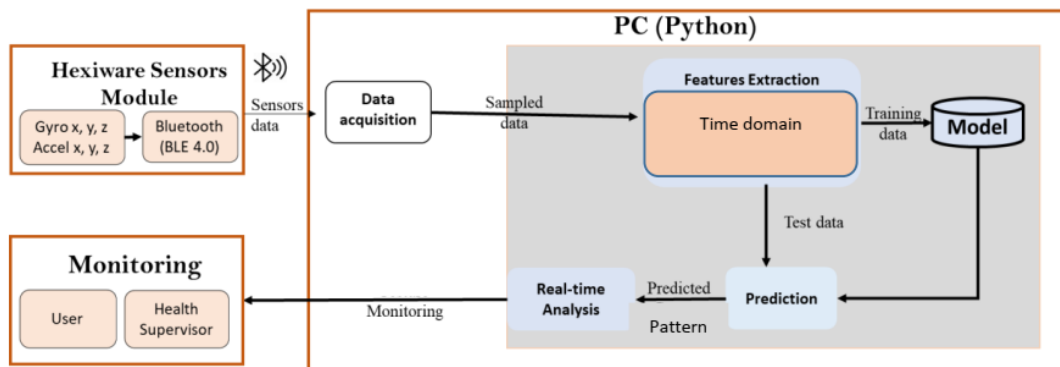 PC (Python)
Hexiware Sensors
Module
Gyro x, y, z
Accel x, y, z
Bluetooth
(BLE 4.0)
Sensors
data
Data
acquisition
Sampled
data
Features Extraction
Time domain
Training
data
Model
Test data
Prediction
Predicted
Pattern
Real-time
Analysis
Monitoring
Monitoring
User
Health
Supervisor